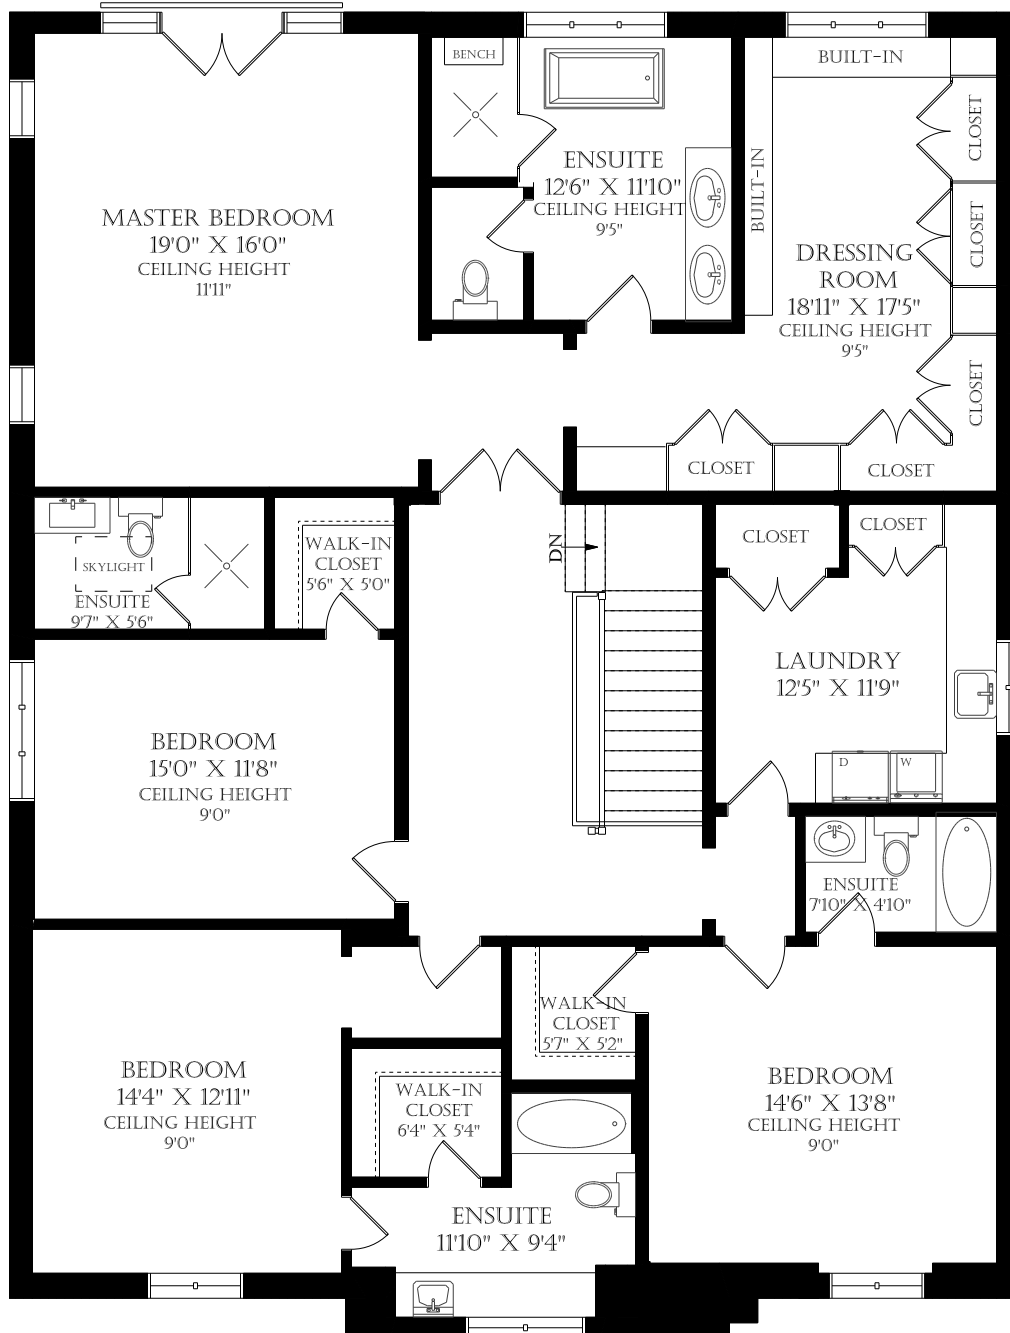 BENCH
BUILT-IN
CLOSET
ENSUITE
12'6" X 11'10"
CEILING HEIGHT
9'5"
BUILT-IN
MASTER BEDROOM
19'0" X 16'0"
CEILING HEIGHT
11'11"
CLOSET
DRESSING
ROOM
18'11" X 17'5"
CEILING HEIGHT
9'5"
CLOSET
CLOSET
CLOSET
SKYLIGHT
ENSUITE
9'7" X 5'6"
WALK-IN
CLOSET
5'6" X 5'0"
DN
CLOSET
CLOSET
LAUNDRY
12'5" X 11'9"
D
W
BEDROOM
15'0" X 11'8"
CEILING HEIGHT
9'0"
ENSUITE
7'10" X 4'10"
WALK-IN
CLOSET
5'7" X 5'2"
BEDROOM
14'4" X 12'11"
CEILING HEIGHT
9'0"
WALK-IN
CLOSET
6'4" X 5'4"
BEDROOM
14'6" X 13'8"
CEILING HEIGHT
9'0"
ENSUITE
11'10" X 9'4"